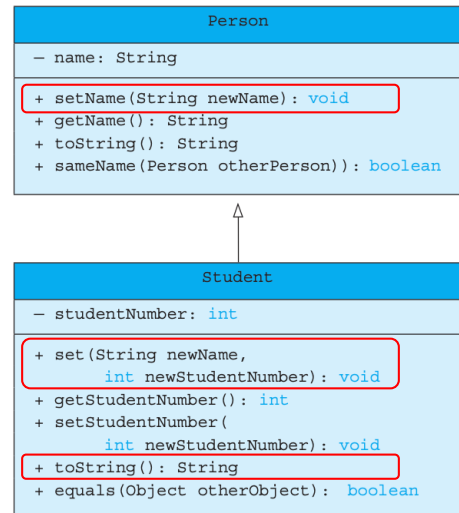 Person
— name: String
+ setName(String newName): void
+ getName(): String
+ toString(): String
+ sameName(Person otherPerson)): boolean
Student
— studentNumber: int
+ set(String newName,
int newStudentNumber): void
+ getStudentNumber(): int
+ setStudentNumber(
int newStudentNumber): void
+ toString(): String
+ equals(Object otherObject): boolean